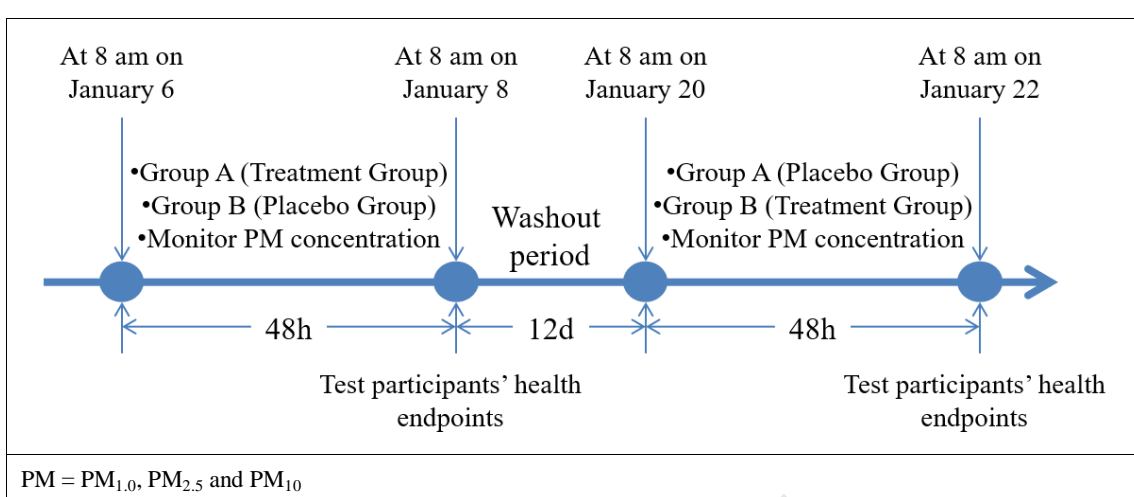 At 8 am on
January 6
At 8 am on
January 8
At 8 am on
January 20
At 8 am on
January 22
•Group A (Treatment Group)
•Group B (Placebo Group)
•Monitor PM concentration
Washout
period
•Group A (Placebo Group)
•Group B (Treatment Group)
•Monitor PM concentration
48h
12d
48h
Test participants’ health
endpoints
Test participants’ health
endpoints
PM = PM1.0, PM2.5 and PM10